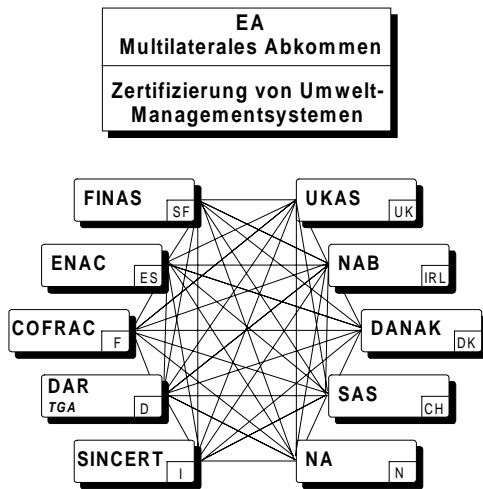 EA
Multilaterales Abkommen
Zertifizierung von Umwelt-
Managementsystemen
FINAS SF
UKAS UK
ENAC ES
NAB IRL
COFRAC F
DANAK DK
DAR
TGA D
SAS CH
SINCERT I
NA N